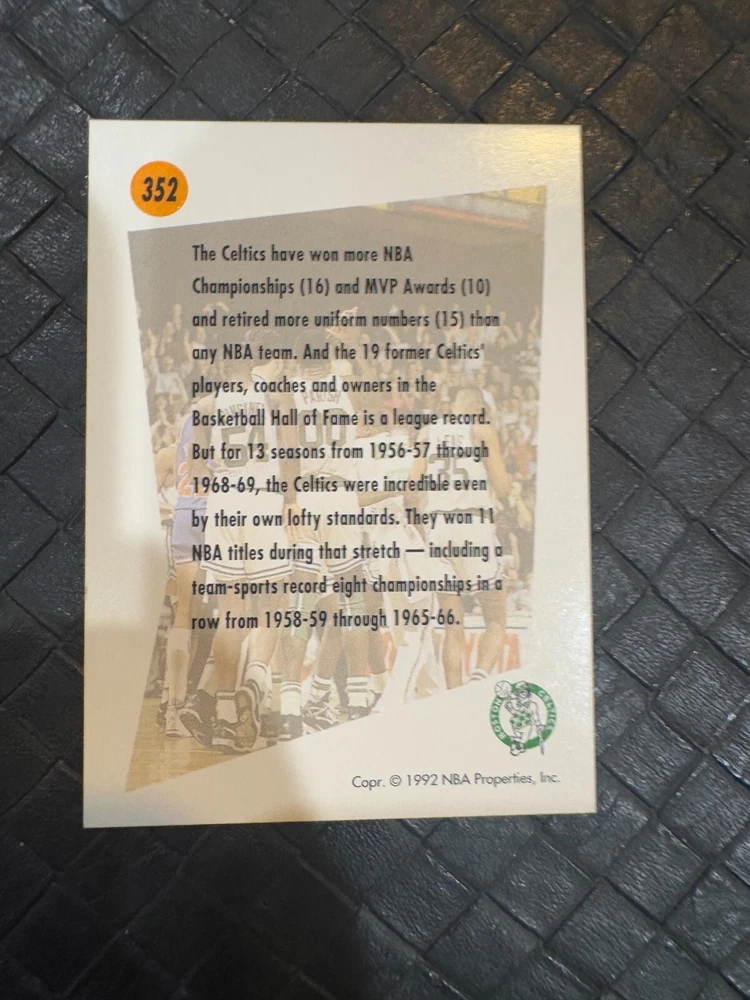 352
The Celtics have won more NBA
Championships (16) and MVP Awards (10)
and retired more uniform numbers (15) than
any NBA team. And the 19 former Celtics'
players, coaches and owners in the
Basketball Hall of Fame is a league record.
But for 13 seasons from 1956-57 through
1968-69, the Celtics were incredible even
by their own lofty standards. They won 11
NBA titles during that stretch — including a
team-sports record eight championships in a
row from 1958-59 through 1965-66.
PARISH
00
35
BOSTON CELTICS
Copr. © 1992 NBA Properties, Inc.